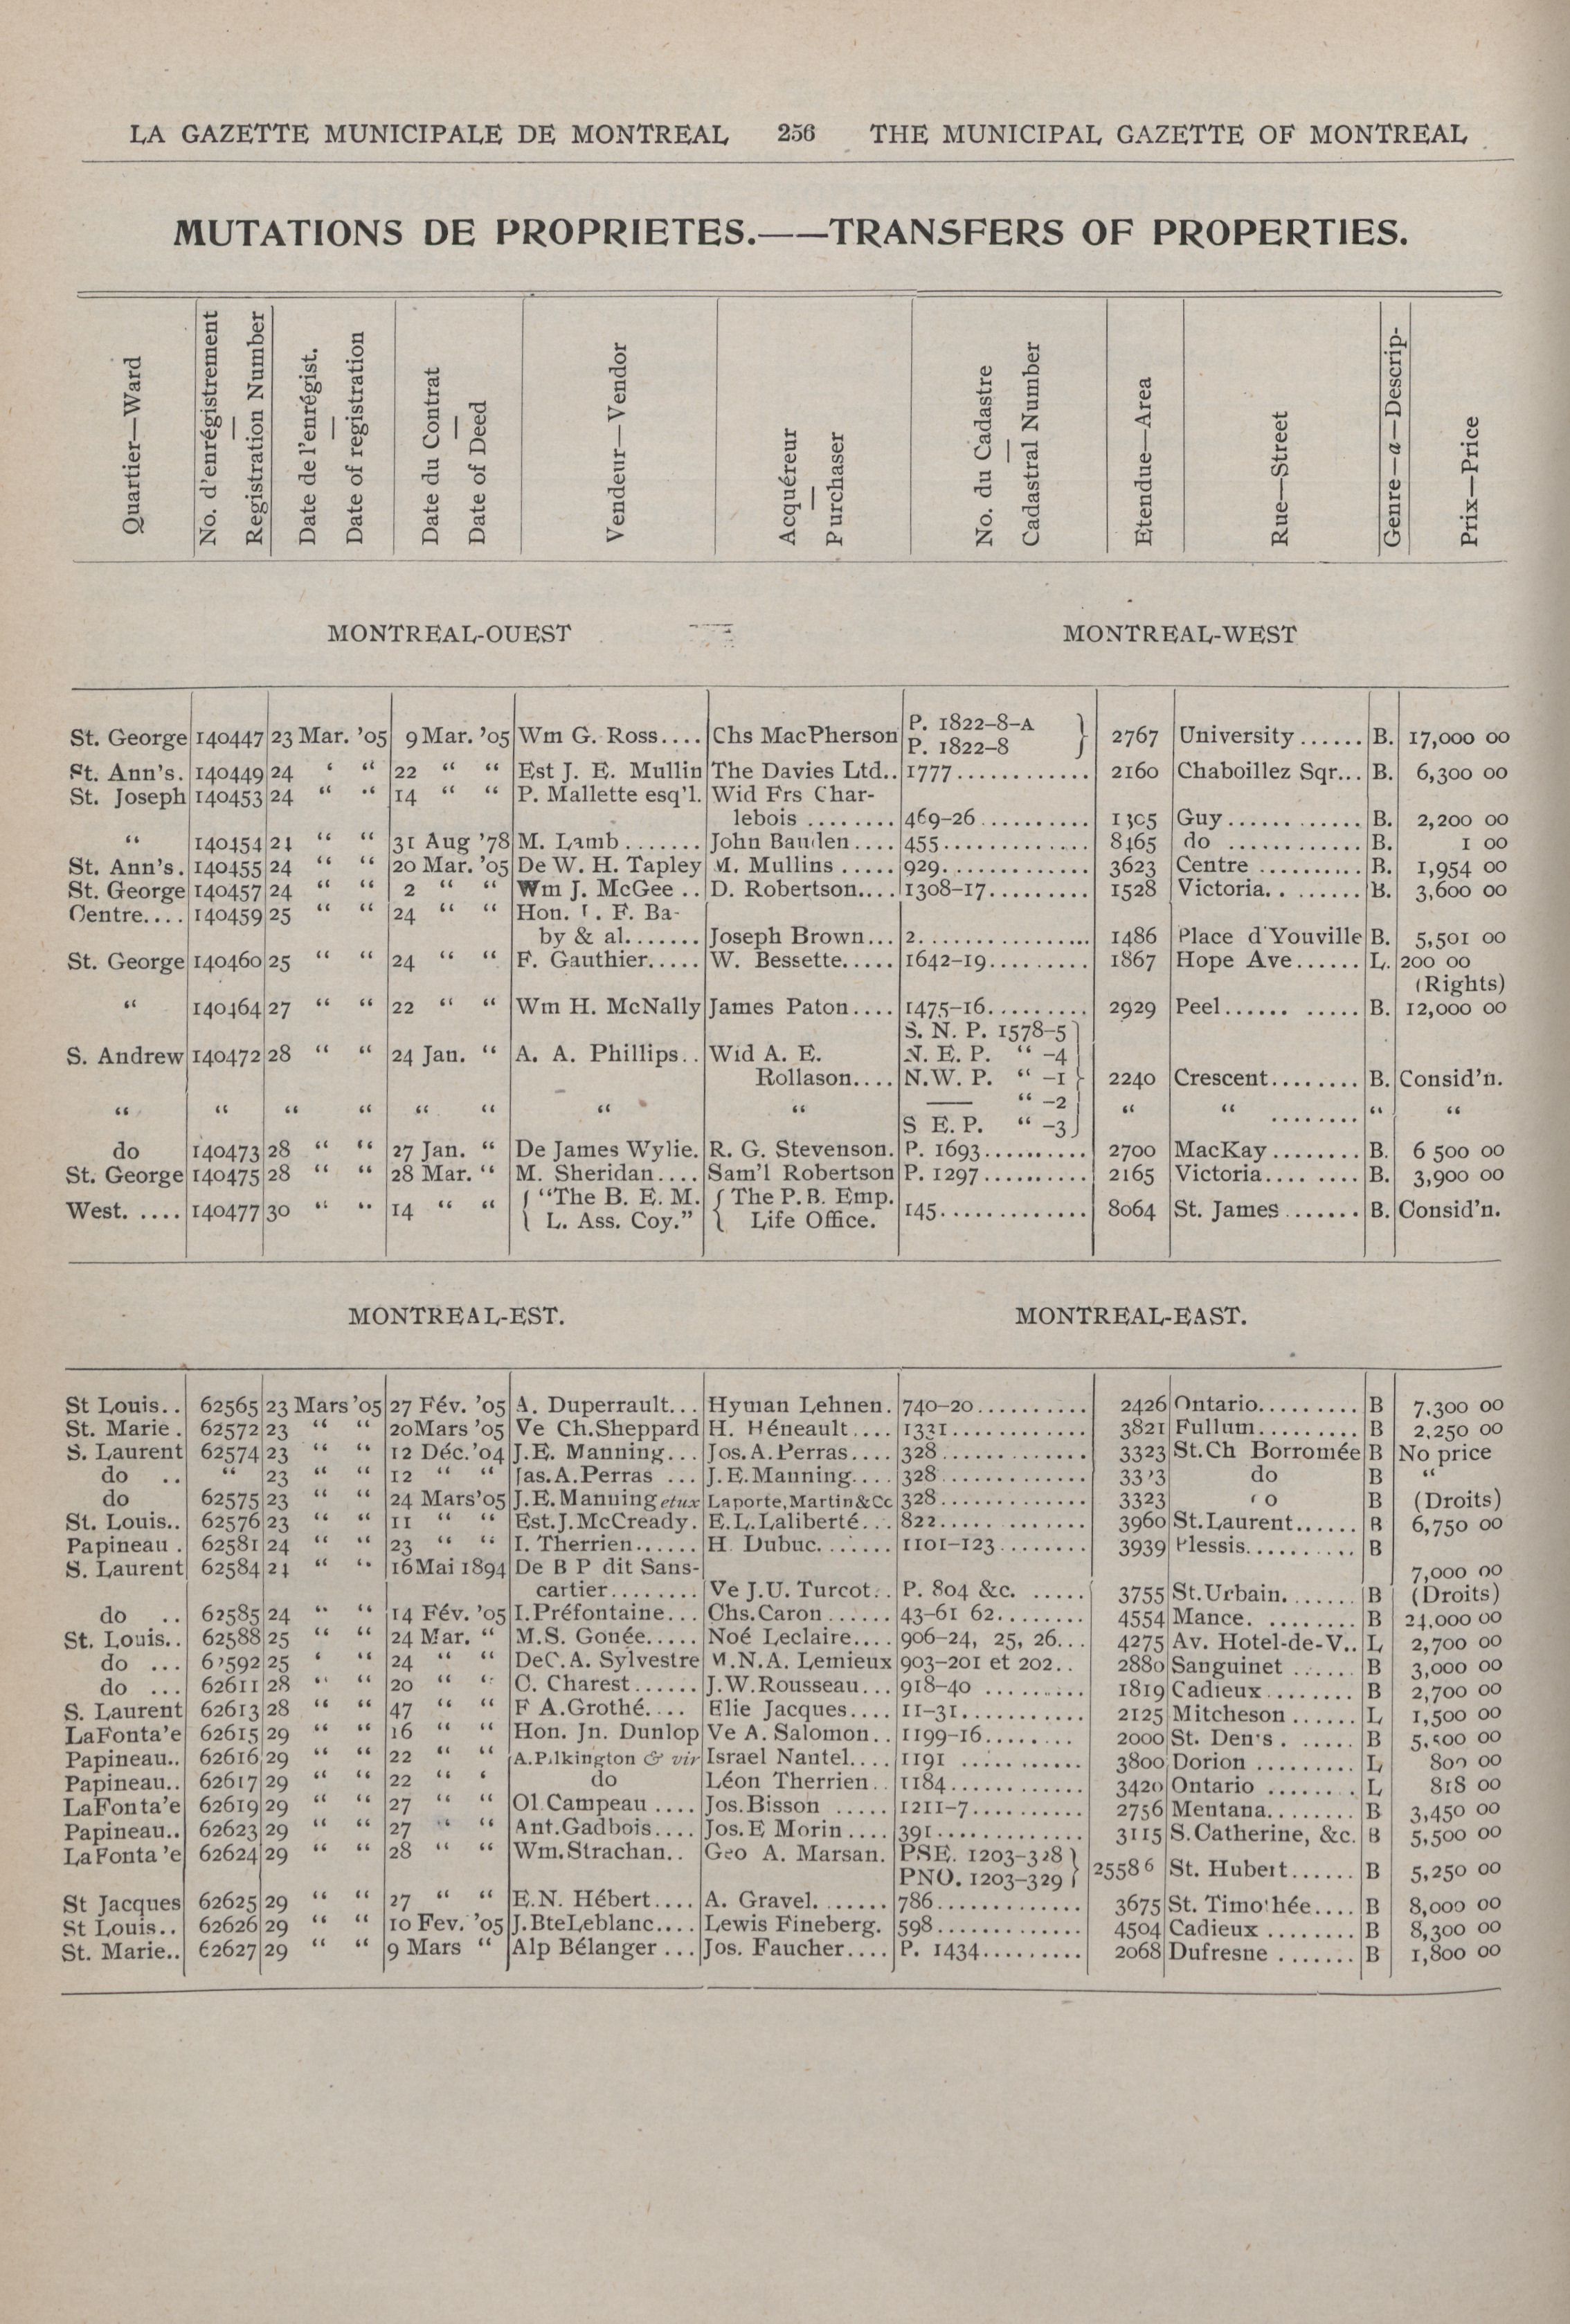 LA GAZETTE MUNICIPALE DE MONTREAL 256 THE MUNICIPAL GAZETTE OF MONTREAL
MUTATIONS DE PROPRIETES.——TRANSFERS OF PROPERTIES.
Quartier—Ward
No. d'enrégistrement
—
Registration Number
Date de l'enrégist.
—
Date of registration
Date du Contrat
—
Date of Deed
Vendeur—Vendor
Acquéreur
—
Purchaser
No. du Cadastre
—
Cadastral Number
Etendue—Area
Rue—Street
Genre—a—Descrip-
Prix—Price
MONTREAL-OUEST MONTREAL-WEST
P. 1822-8-A
St. George 140447 23 Mar. '05 9 Mar. '05 Wm G. Ross.... Chs MacPherson P. 1822-8 } 2767 University...... B. 17,000 00
St. Ann's. 140449 24 ‘ “ 22 “ “ Est J. E. Mullin The Davies Ltd.. 1777............ 2160 Chaboillez Sqr... B. 6,300 00
St. Joseph 140453 24 “ “ 14 “ “ P. Mallette esq'l. Wid Frs Char-
lebois ........ 469-26........... 1305 Guy............ B. 2,200 00
“ 140454 24 “ “ 31 Aug '78 M. Lamb....... John Bauden.... 455............. 8465 do ............ B. 1 00
St. Ann's. 140455 24 “ “ 20 Mar. '05 De W. H. Tapley M. Mullins ..... 929............. 3623 Centre .......... B. 1,954 00
St. George 140457 24 “ “ 2 “ “ Wm J. McGee .. D. Robertson.... 1308-17......... 1528 Victoria.. ....... B. 3,600 00
Centre.... 140459 25 “ “ 24 “ “ Hon. . F. Ba-
by & al....... Joseph Brown... 2................ 1486 Place d'Youville B. 5,501 00
St. George 140460 25 “ “ 24 “ “ F. Gauthier..... W. Bessette..... 1642-19......... 1867 Hope Ave...... L. 200 00
(Rights)
“ 140464 27 “ “ 22 “ “ Wm H. McNally James Paton.... 1475-16......... 2929 Peel...... ..... B. 12,000 00
S. N. P. 1578-5
S. Andrew 140472 28 “ “ 24 Jan. “ A. A. Phillips.. Wid A. E. N. E. P. “ -4
Rollason.... N.W. P. “ -1 } 2240 Crescent........ B. Consid'n.
“ “ “ “ “ “ “ “ —— “ -2 “ “ ........ “ “
S E. P. “ -3
do 140473 28 “ “ 27 Jan. “ De James Wylie. R. G. Stevenson. P. 1693.......... 2700 MacKay........ B. 6 500 00
St. George 140475 28 “ “ 28 Mar. “ M. Sheridan.... Sam'l Robertson P. 1297.......... 2165 Victoria.... ..... B. 3,900 00
{ “The B. E. M. { The P. B. Emp.
West. .... 140477 30 “ “ 14 “ “ L. Ass. Coy.” Life Office. 145............. 8064 St. James ....... B. Consid'n.
MONTREAL-EST. MONTREAL-EAST.
St Louis.. 62565 23 Mars '05 27 Fév. '05 A. Duperrault... Hyman Lehnen. 740-20.......... 2426 Ontario......... B 7.300 00
St. Marie . 62572 23 “ “ 20 Mars '05 Ve Ch.Sheppard H. Héneault.... 1331............ 3821 Fullum......... B 2,250 00
S. Laurent 62574 23 “ “ 12 Déc.'04 J.E. Manning... Jos.A.Perras.... 328............. 3323 St.Ch Borromée B No price
do .. “ 23 “ “ 12 “ “ Jas.A.Perras ... J.E.Manning.... 328............. 33'3 do B “
do 62575 23 “ “ 24 Mars'05 J.E.Manning etux Laporte,Martin&Cc 328............. 3323 o B (Droits)
St. Louis.. 62576 23 “ “ 11 “ “ Est.J.McCready. E.L.Laliberté... 822............. 3960 St.Laurent...... B 6,750 00
Papineau . 62581 24 “ “ 23 “ “ I. Therrien...... H. Dubuc....... 1101-123........ 3939 Plessis.......... B
S. Laurent 62584 24 “ “ 16 Mai 1894 De B P dit Sans- 7,000 00
cartier........ Ve J.U. Turcot.. P. 804 &c. ...... 3755 St.Urbain....... B (Droits)
do .. 62585 24 “ “ 14 Fév. '05 I.Préfontaine... Chs.Caron ...... 43-61 62........ 4554 Mance. ........ B 24,000 00
St. Louis.. 62588 25 “ “ 24 Mar. “ M.S. Gonée..... Noé Leclaire.... 906-24, 25, 26... 4275 Av. Hotel-de-V.. L 2,700 00
do ... 62592 25 ‘ “ 24 “ “ DeC.A. Sylvestre M.N.A. Lemieux 903-201 et 202.. 2880 Sanguinet ...... B 3,000 00
do ... 62611 28 “ “ 20 “ “ C. Charest...... J.W.Rousseau... 918-40 ......... 1819 Cadieux........ B 2,700 00
S. Laurent 62613 28 “ “ 47 “ “ F A.Grothé.... Elie Jacques.... 11-31........... 2125 Mitcheson ...... L 1,500 00
LaFonta'e 62615 29 “ “ 16 “ “ Hon. Jn. Dunlop Ve A. Salomon.. 1199-16........ 2000 St. Den's . ..... B 5,500 00
Papineau.. 62616 29 “ “ 22 “ “ A.Pilkington & vir Israel Nantel.... 1191 ........... 3800 Dorion ......... L 800 00
Papineau.. 62617 29 “ “ 22 “ ‘ do Léon Therrien.. 1184............ 3420 Ontario ........ L 818 00
LaFonta'e 62619 29 “ “ 27 “ “ Ol.Campeau .... Jos.Bisson ..... 1211-7.......... 2756 Mentana........ B 3,450 00
Papineau.. 62623 29 “ “ 27 “ “ Ant.Gadbois.... Jos.E Morin.... 391............. 3115 S.Catherine, &c. B 5,500 00
LaFonta'e 62624 29 “ “ 28 “ “ Wm.Strachan.. Geo A. Marsan. PSE. 1203-328
PNO. 1203-329 } 25586 St. Hubert...... B 5,250 00
St Jacques 62625 29 “ “ 27 “ “ E.N. Hébert.... A. Gravel....... 786............. 3675 St. Timothée.... B 8,000 00
St Louis.. 62626 29 “ “ 10 Fev. '05 J.BteLeblanc.... Lewis Fineberg. 598............. 4504 Cadieux ........ B 8,300 00
St. Marie.. 62627 29 “ “ 9 Mars “ Alp Bélanger ... Jos. Faucher.... P. 1434......... 2068 Dufresne ....... B 1,800 00